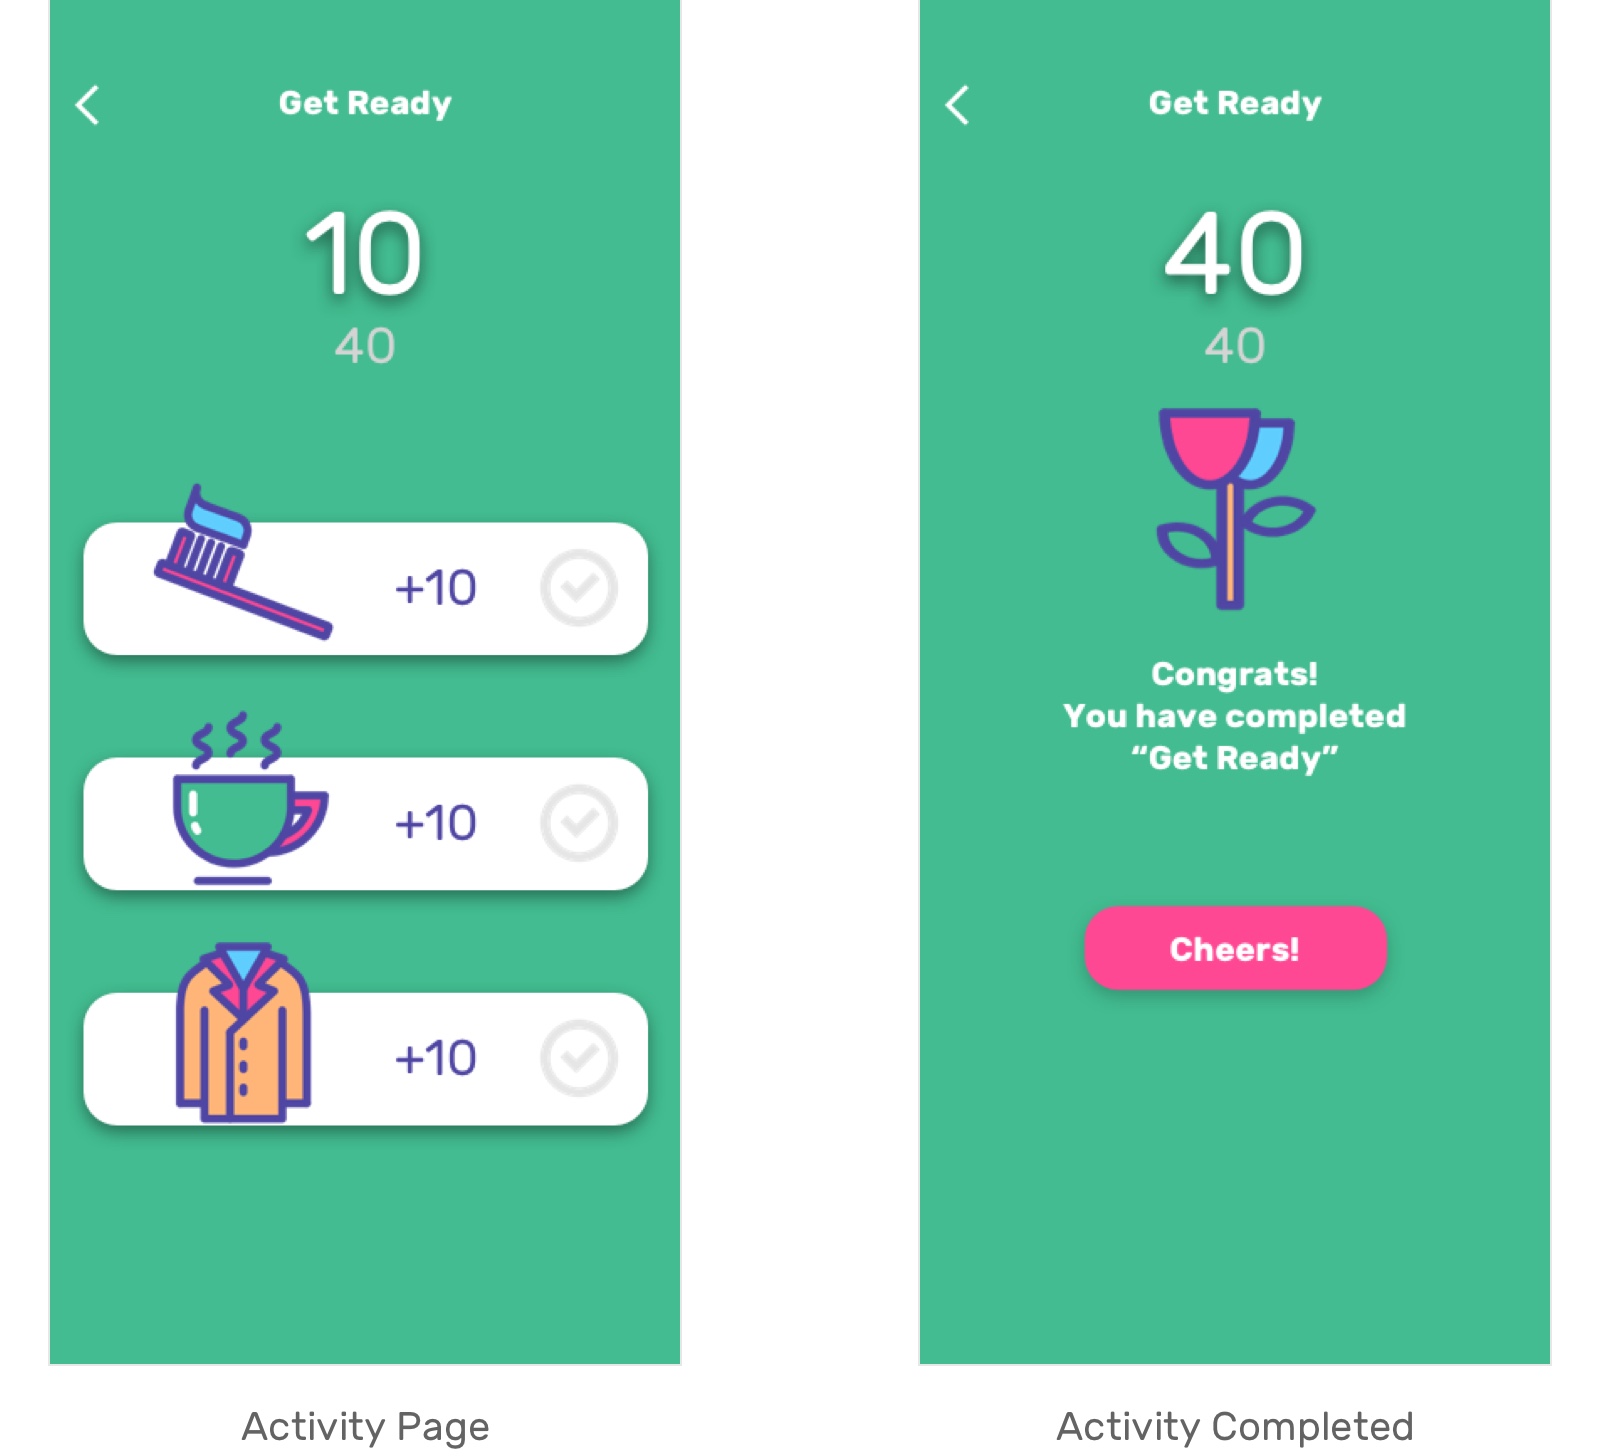 Get Ready
10
40
+10
+10
+10
Activity Page
Get Ready
40
40
Congrats!
You have completed
“Get Ready”
Cheers!
Activity Completed